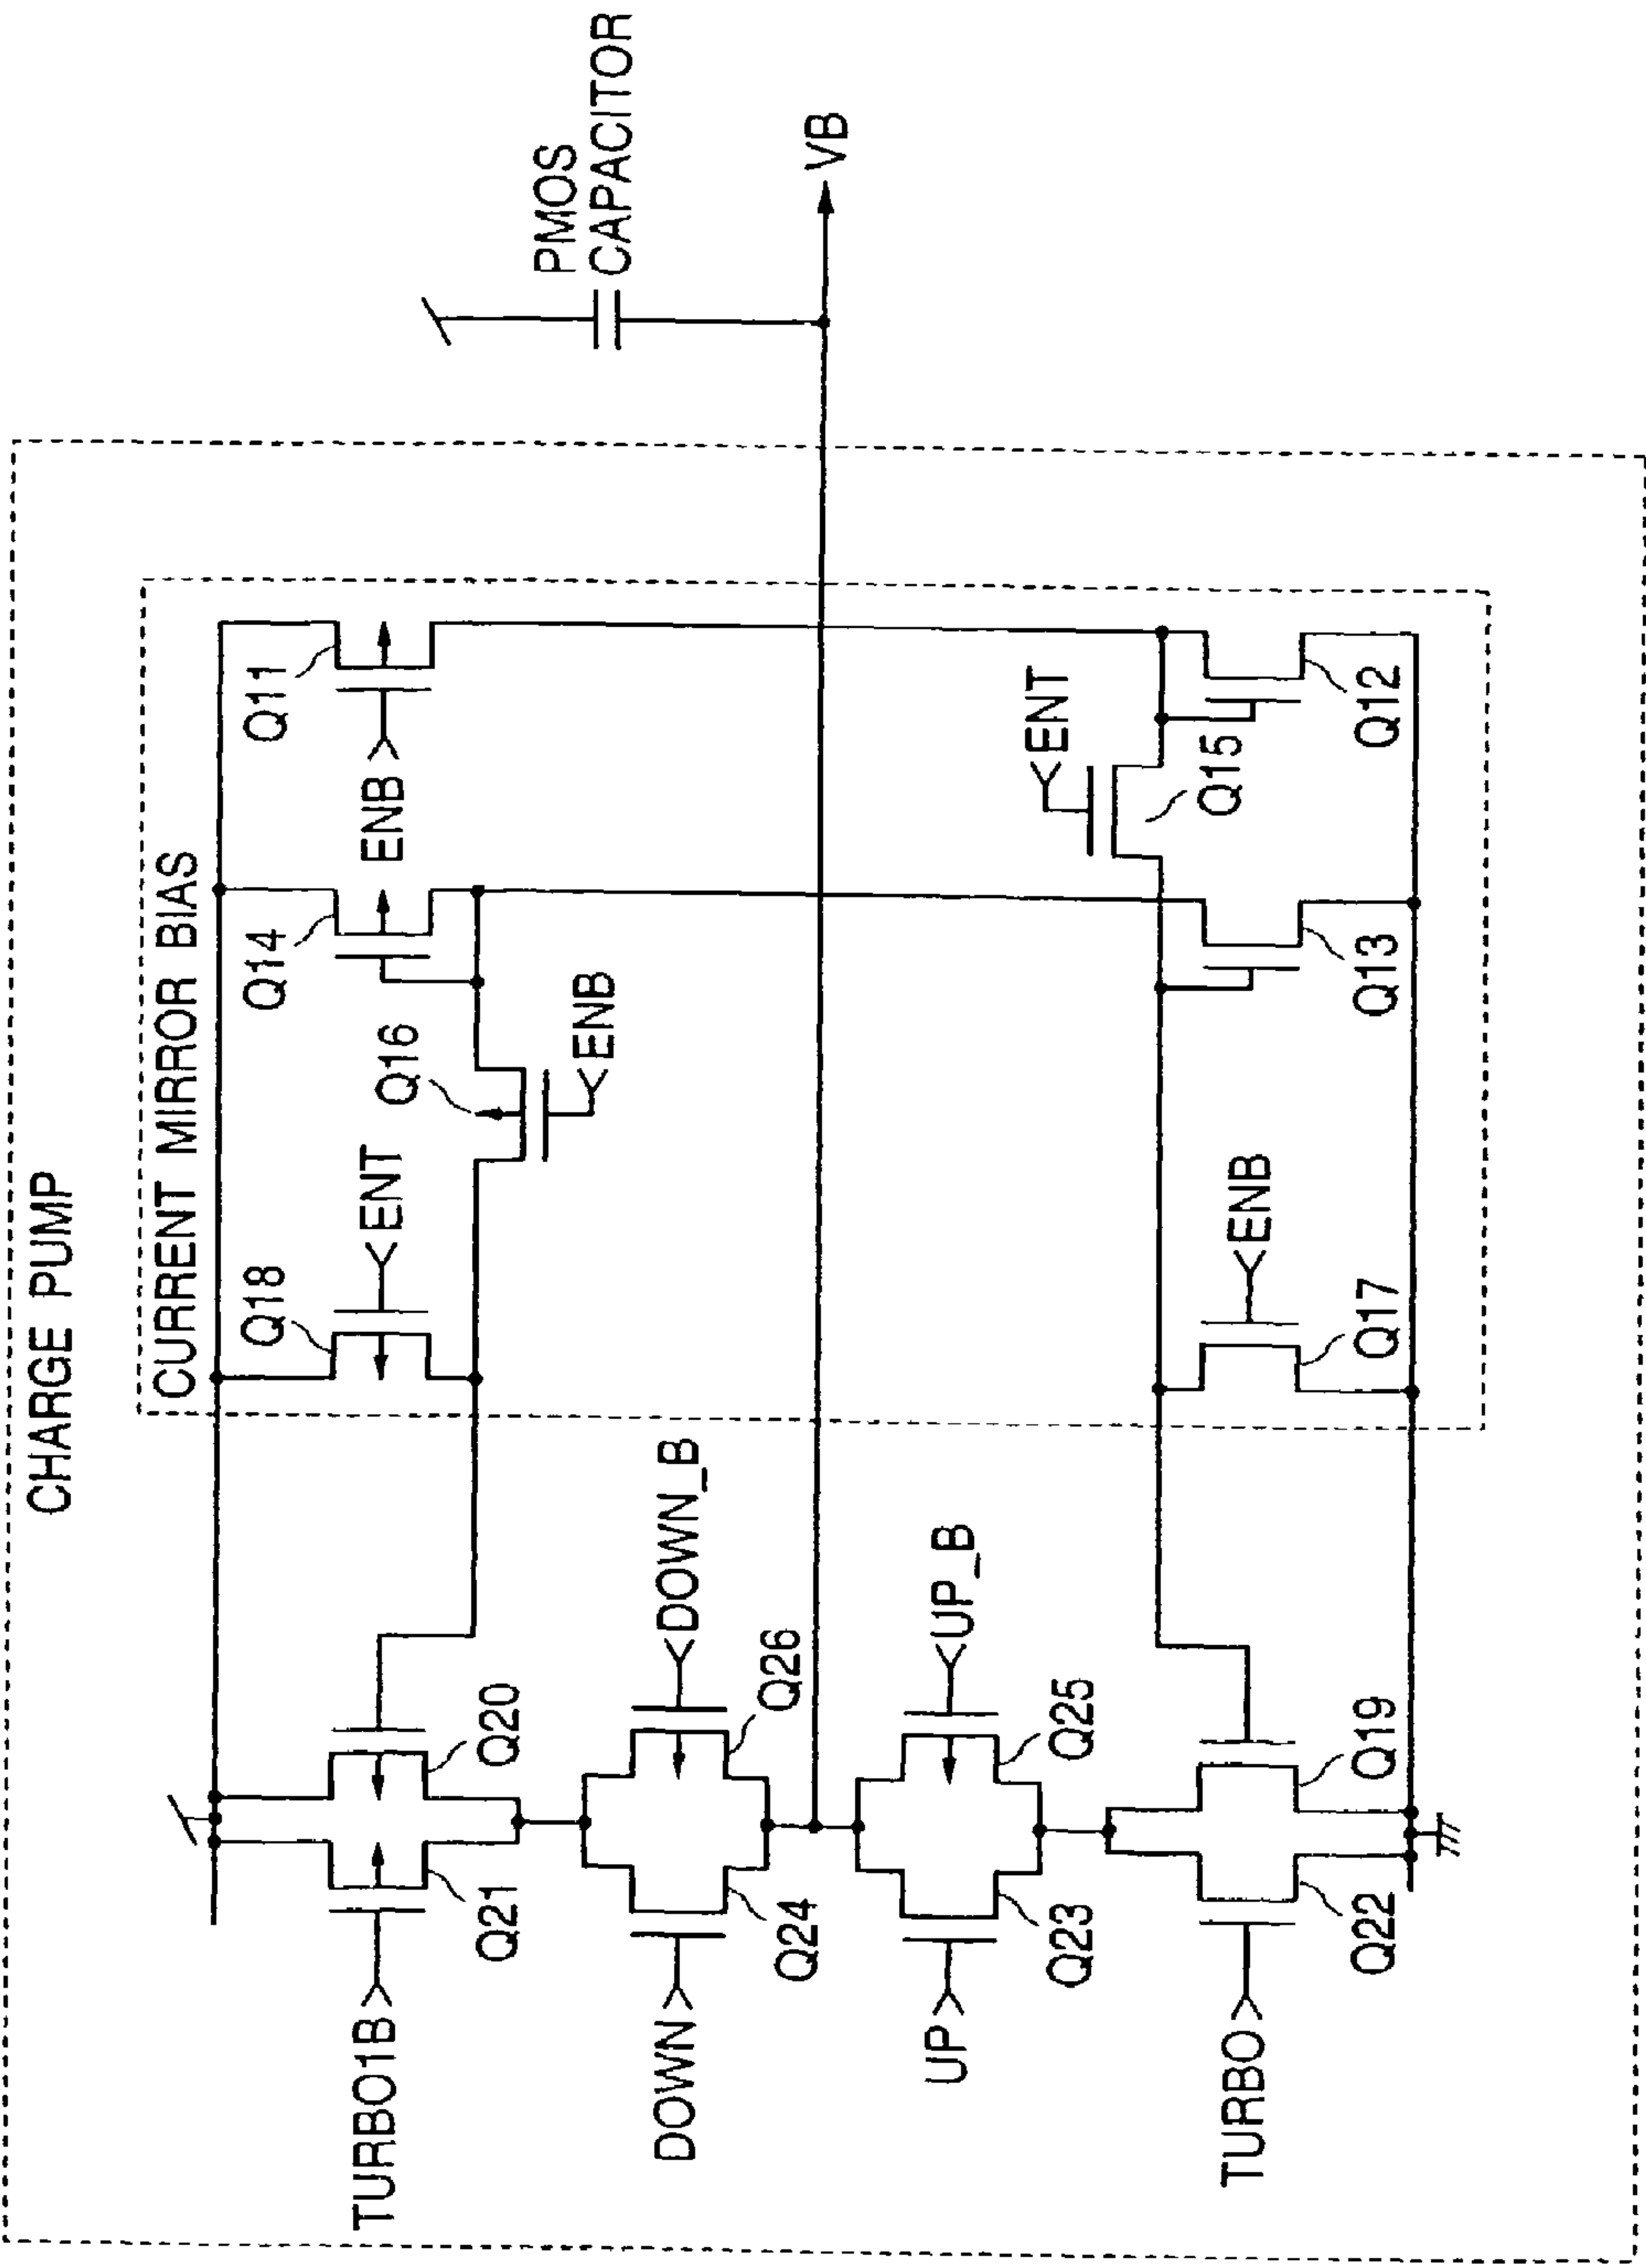 CHARGE PUMP
CURRENT MIRROR BIAS
TURBO1B
Q21
Q20
Q18
ENT
Q16
ENB
Q14
ENB
Q11
PMOS
CAPACITOR
DOWN
Q24
Q26
DOWN_B
VB
UP
Q23
Q25
UP_B
ENT
Q15
TURBO
Q22
Q19
Q17
ENB
Q13
Q12